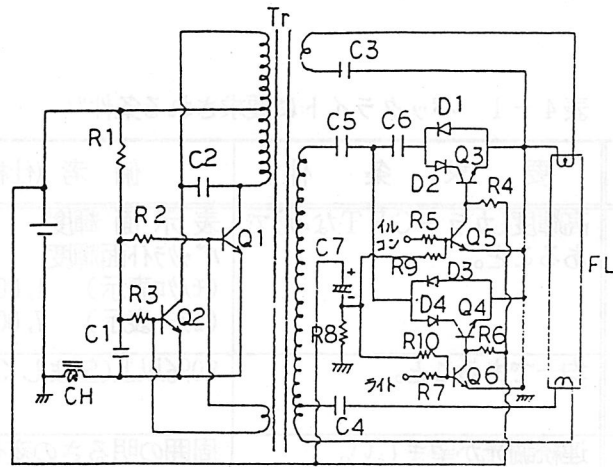 Tr
C3
R1
C2
C5
C6
D1
D2
Q3
R4
R2
Q1
イルコン
R5
Q5
R9
FL
C7
+
-
D3
D4
Q4
R3
Q2
R8
R6
C1
R10
ライト
R7
Q6
CH
C4